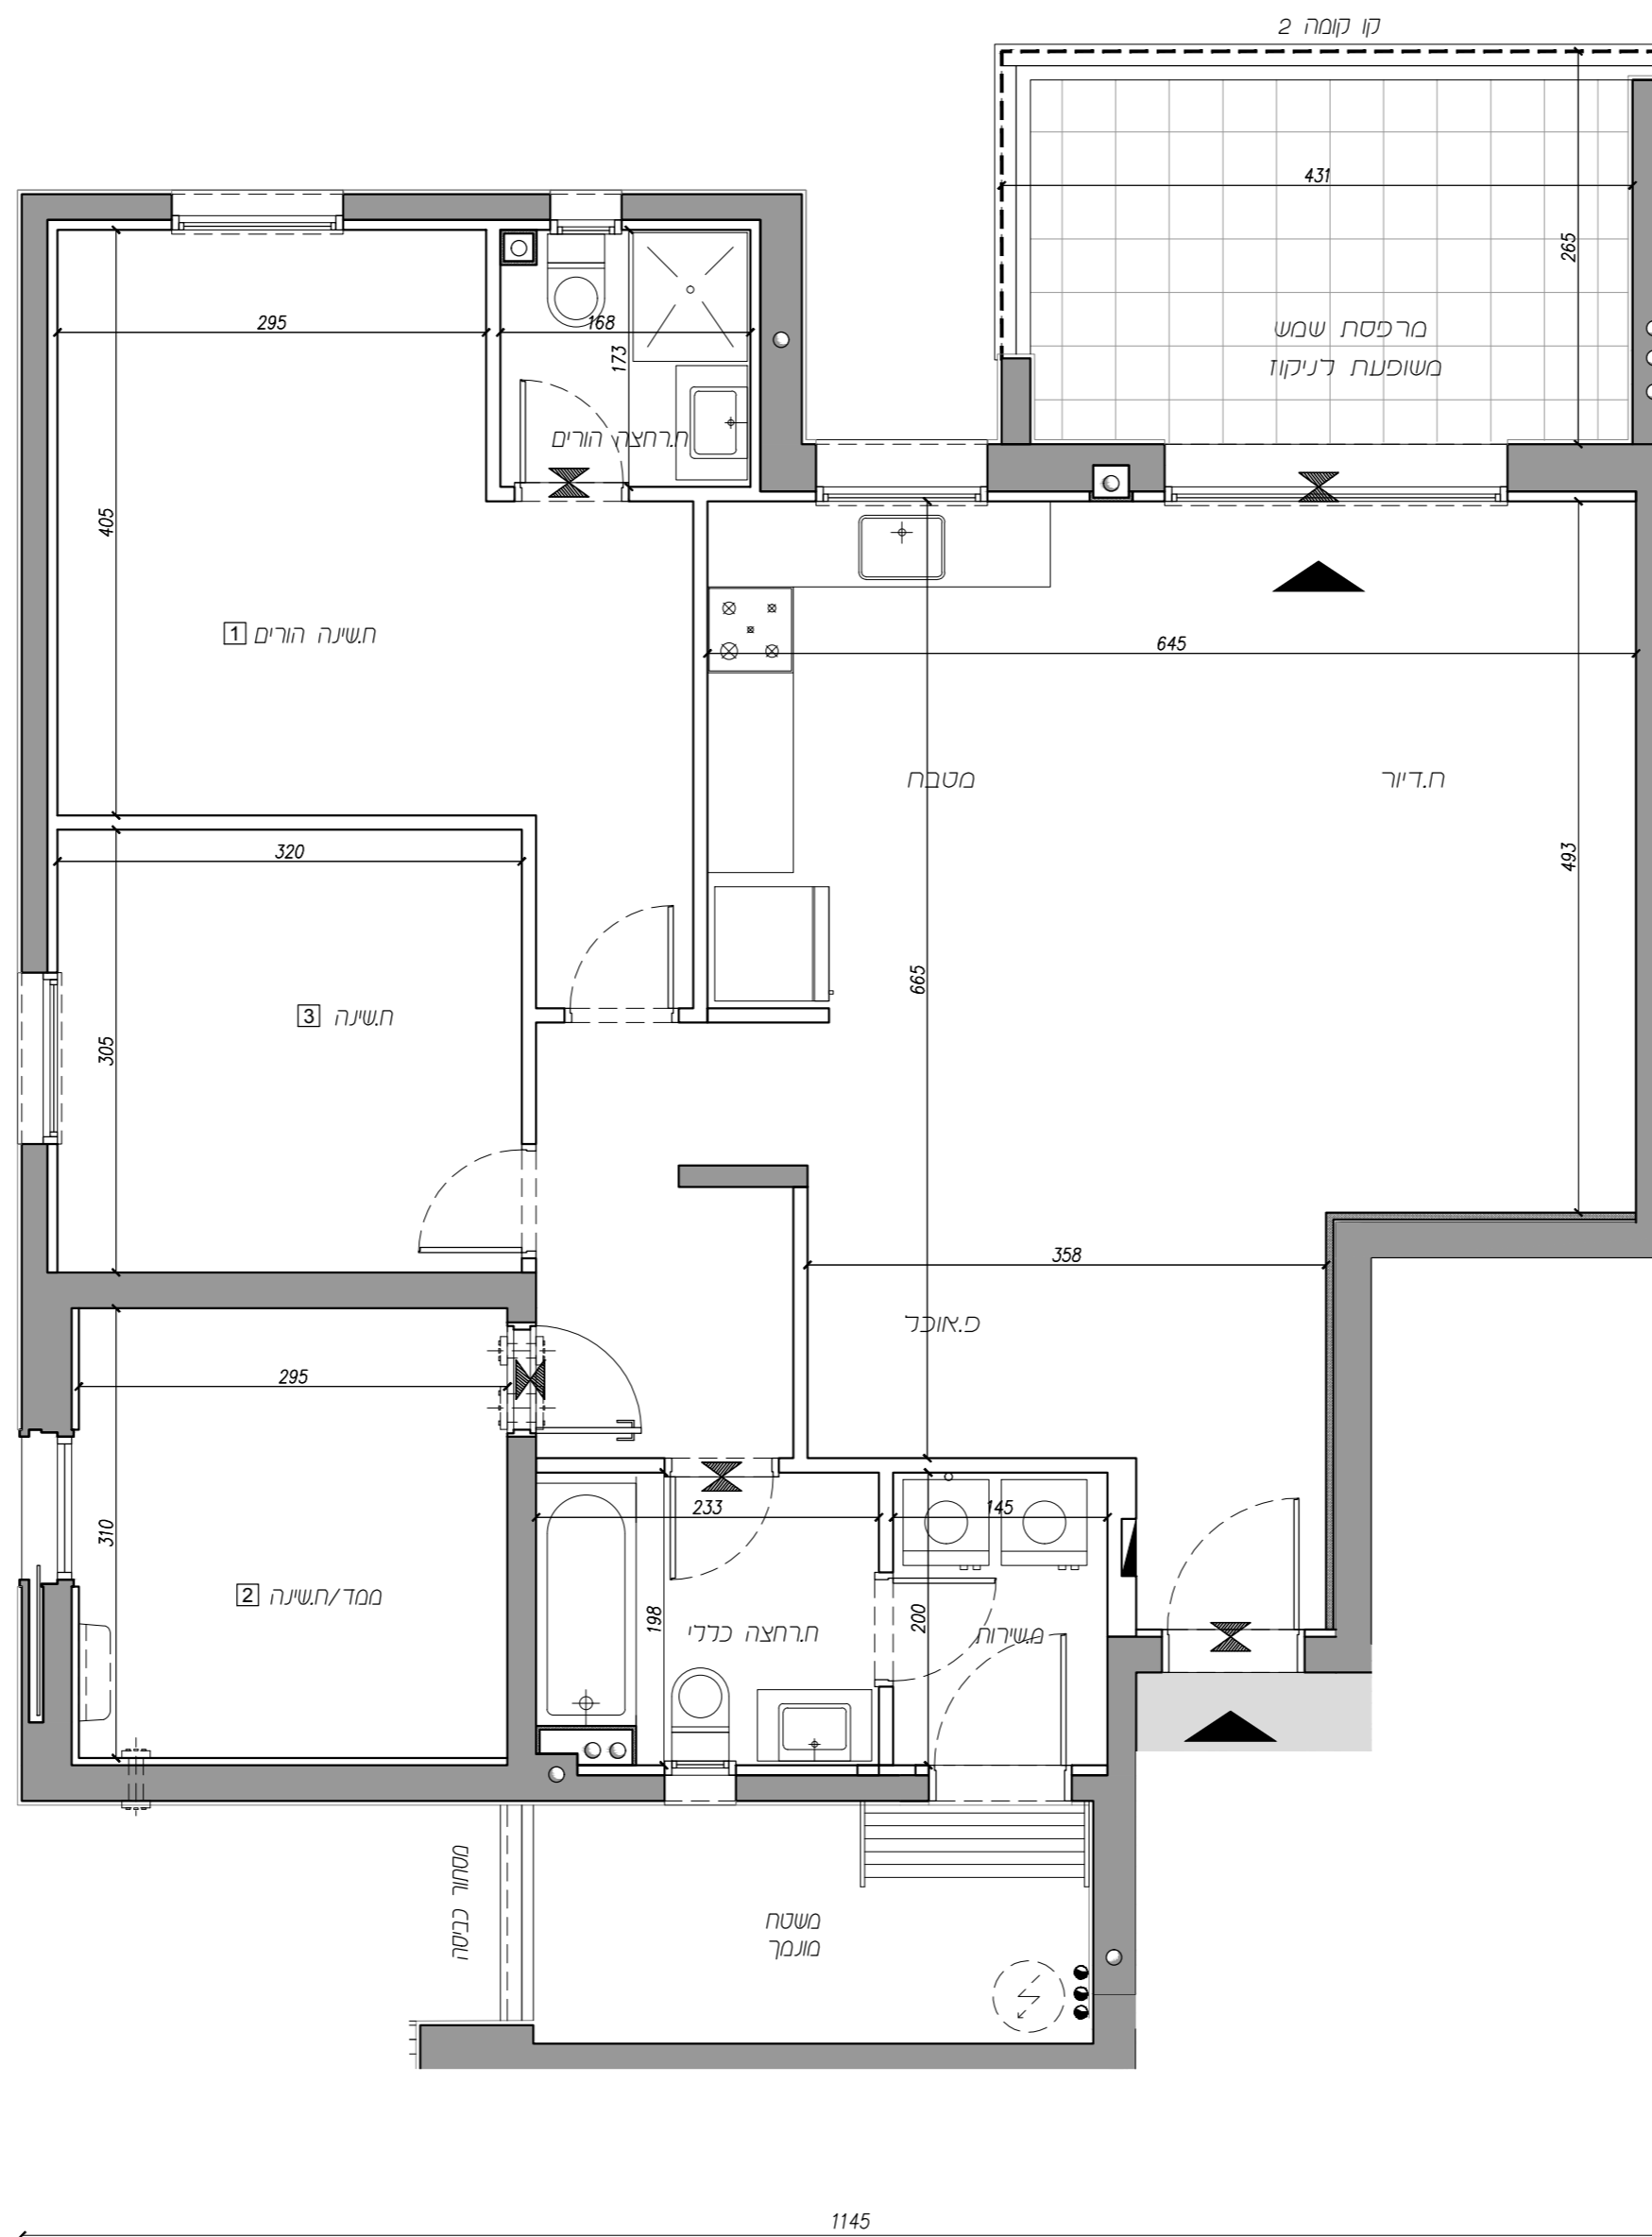 קו קומה 2
431
265
מרפסת שמש
משופעת לניקוז
295
168
173
ח.רחצה הורים
405
1 ח.שינה הורים
645
מטבח
ח.דיור
493
320
665
3 ח.שינה
305
358
פ.אוכל
295
310
2 ממד/ח.שינה
233
145
198
200
ח.רחצה כללי
מ.שירות
מסתור כביסה
משטח
מונמך
1145